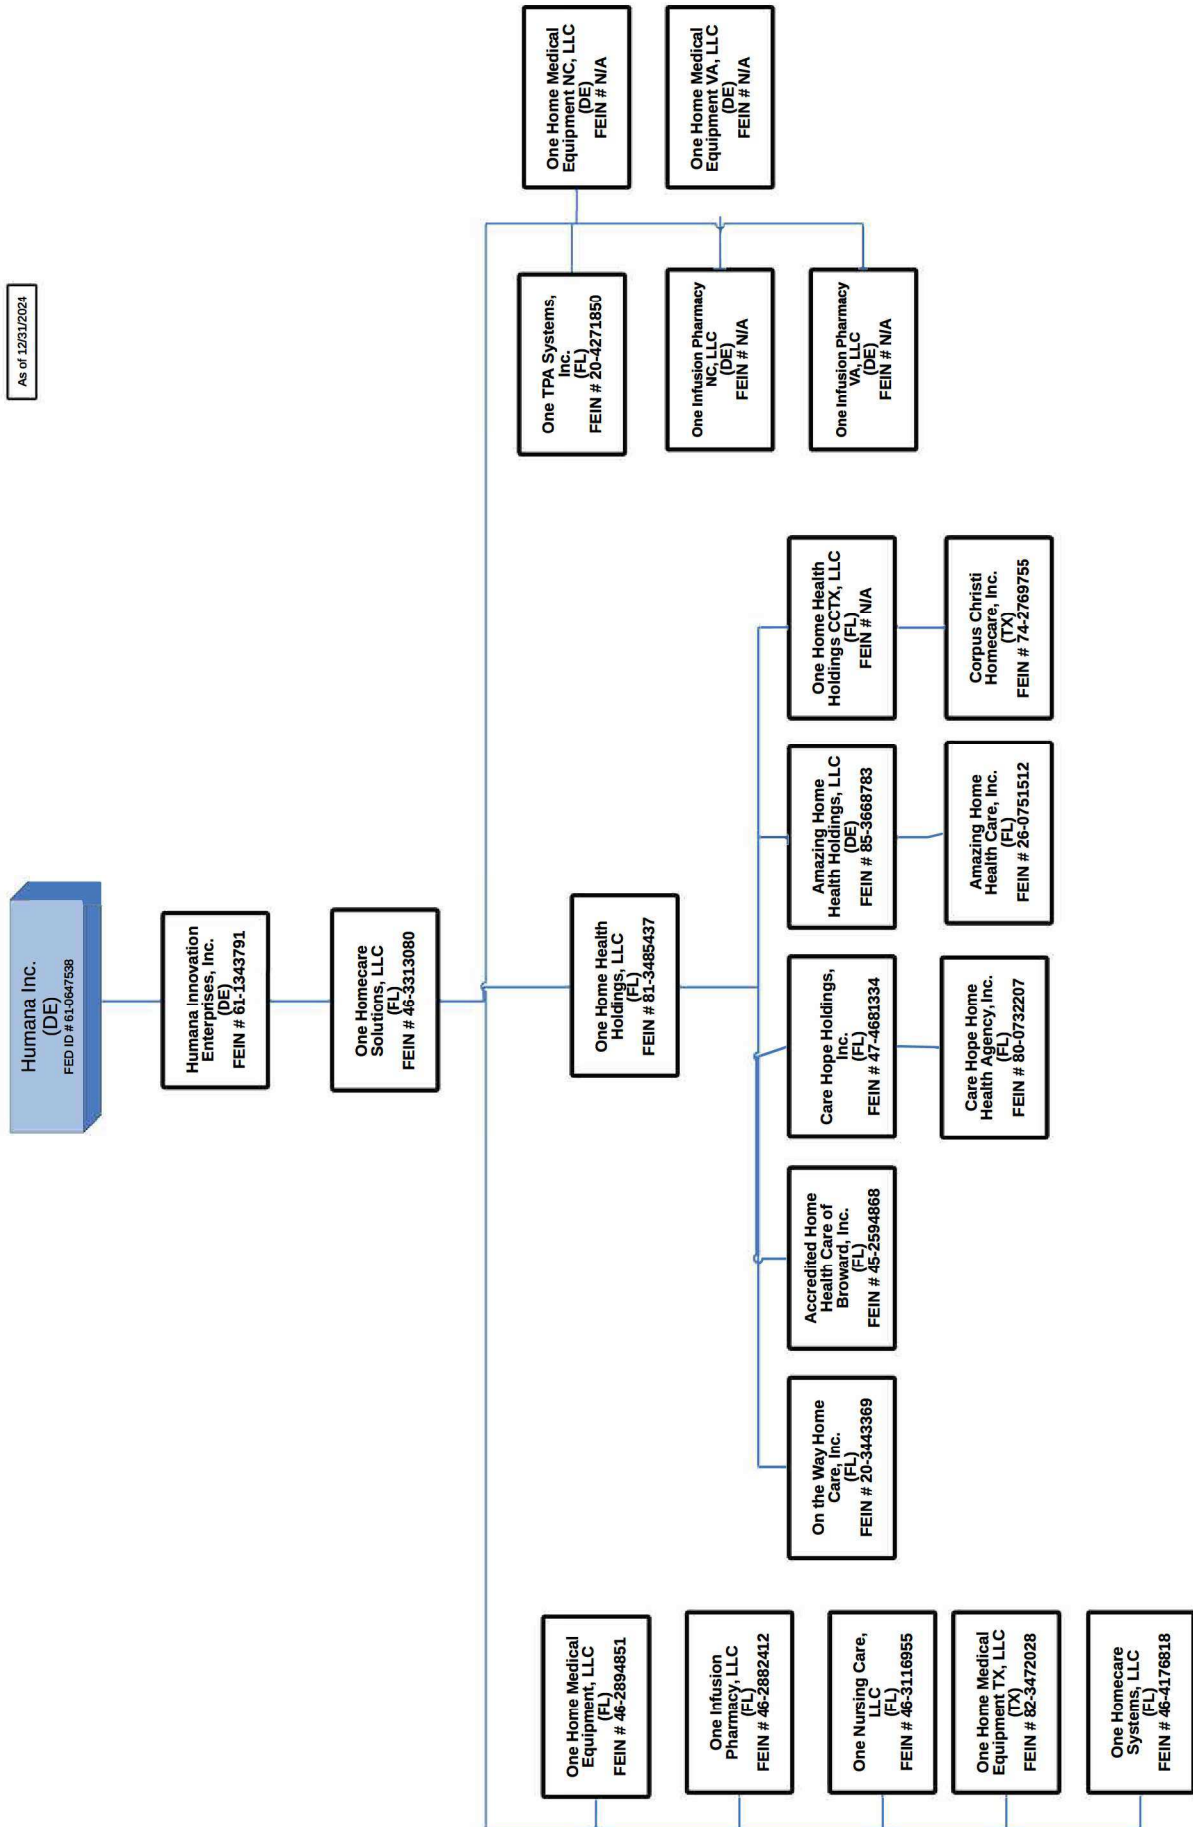 As of 12/31/2024
Humana Inc.
(DE)
FED ID # 61-0647538
Humana Innovation
Enterprises, Inc.
(DE)
FEIN # 61-1343791
One Homecare
Solutions, LLC
(FL)
FEIN # 46-3313080
One Home Medical
Equipment, LLC
(FL)
FEIN # 46-2894851
One Infusion
Pharmacy, LLC
(FL)
FEIN # 46-2882412
One Nursing Care,
LLC
(FL)
FEIN # 46-3116955
One Home Medical
Equipment TX, LLC
(TX)
FEIN # 82-3472028
One Homecare
Systems, LLC
(FL)
FEIN # 46-4176818
One Home Health
Holdings, LLC
(FL)
FEIN # 81-3485437
On the Way Home
Care, Inc.
(FL)
FEIN # 20-3443369
Accredited Home
Health Care of
Broward, Inc.
(FL)
FEIN # 45-2594868
Care Hope Holdings,
Inc.
(FL)
FEIN # 47-4681334
Amazing Home
Health Holdings, LLC
(DE)
FEIN # 85-3668783
One Home Health
Holdings CCTX, LLC
(FL)
FEIN # N/A
Care Hope Home
Health Agency, Inc.
(FL)
FEIN # 80-0732207
Amazing Home
Health Care, Inc.
(FL)
FEIN # 26-0751512
Corpus Christi
Homecare, Inc.
(TX)
FEIN # 74-2769755
One TPA Systems,
Inc.
(FL)
FEIN # 20-4271850
One Infusion Pharmacy
NC, LLC
(DE)
FEIN # N/A
One Infusion Pharmacy
VA, LLC
(DE)
FEIN # N/A
One Home Medical
Equipment NC, LLC
(DE)
FEIN # N/A
One Home Medical
Equipment VA, LLC
(DE)
FEIN # N/A